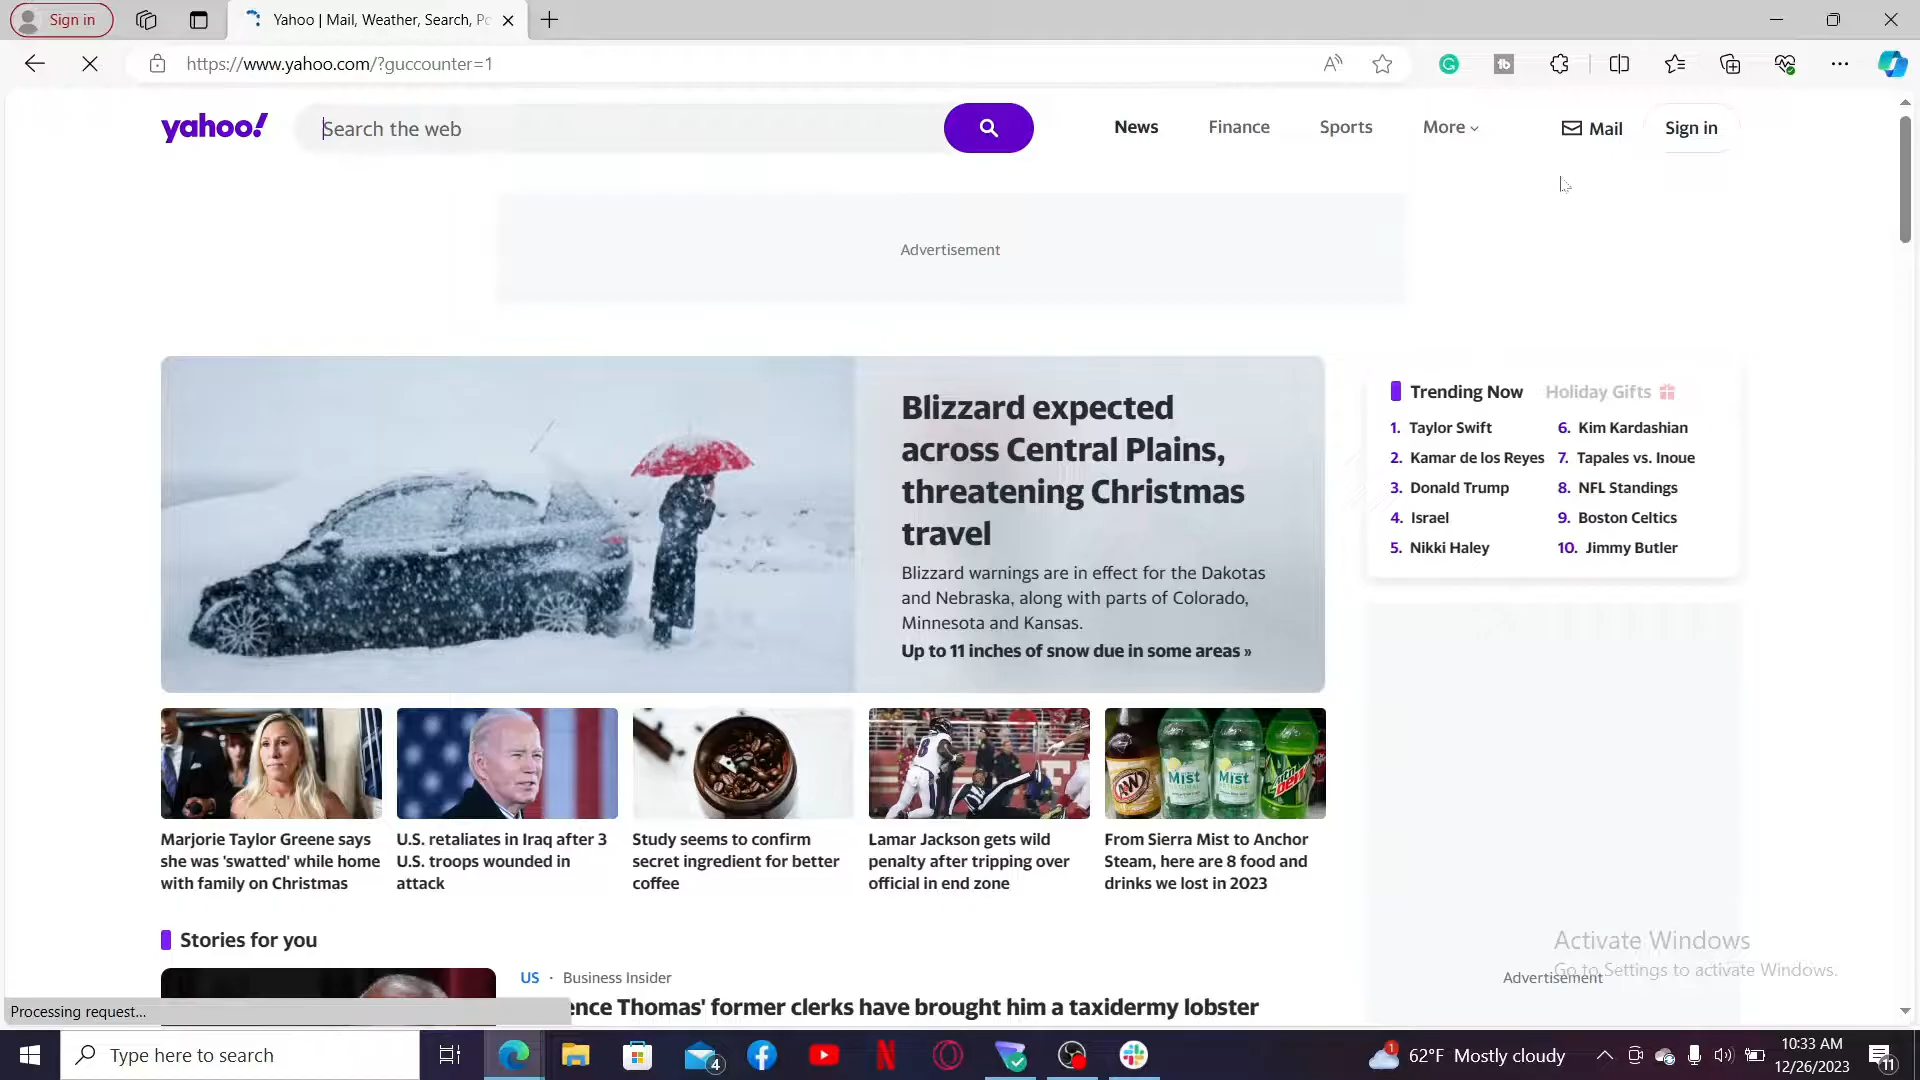 Sign in
Yahoo | Mail, Weather, Search, Po
https://www.yahoo.com/?guccounter=1
yahoo!
Search the web
News
Finance
Sports
More
Mail
Sign in
Advertisement
Blizzard expected
across Central Plains,
threatening Christmas
travel
Blizzard warnings are in effect for the Dakotas
and Nebraska, along with parts of Colorado,
Minnesota and Kansas.
Up to 11 inches of snow due in some areas »
Trending Now
Holiday Gifts
1. Taylor Swift
2. Kamar de los Reyes
3. Donald Trump
4. Israel
5. Nikki Haley
6. Kim Kardashian
7. Tapales vs. Inoue
8. NFL Standings
9. Boston Celtics
10. Jimmy Butler
A&W
Mist
Mist
Mtn Dew
Marjorie Taylor Greene says
she was 'swatted' while home
with family on Christmas
U.S. retaliates in Iraq after 3
U.S. troops wounded in
attack
Study seems to confirm
secret ingredient for better
coffee
Lamar Jackson gets wild
penalty after tripping over
official in end zone
From Sierra Mist to Anchor
Steam, here are 8 food and
drinks we lost in 2023
Stories for you
US · Business Insider
ence Thomas' former clerks have brought him a taxidermy lobster
Advertisement
Activate Windows
Go to Settings to activate Windows.
Processing request...
Type here to search
4
1
62°F Mostly cloudy
10:33 AM
12/26/2023
11